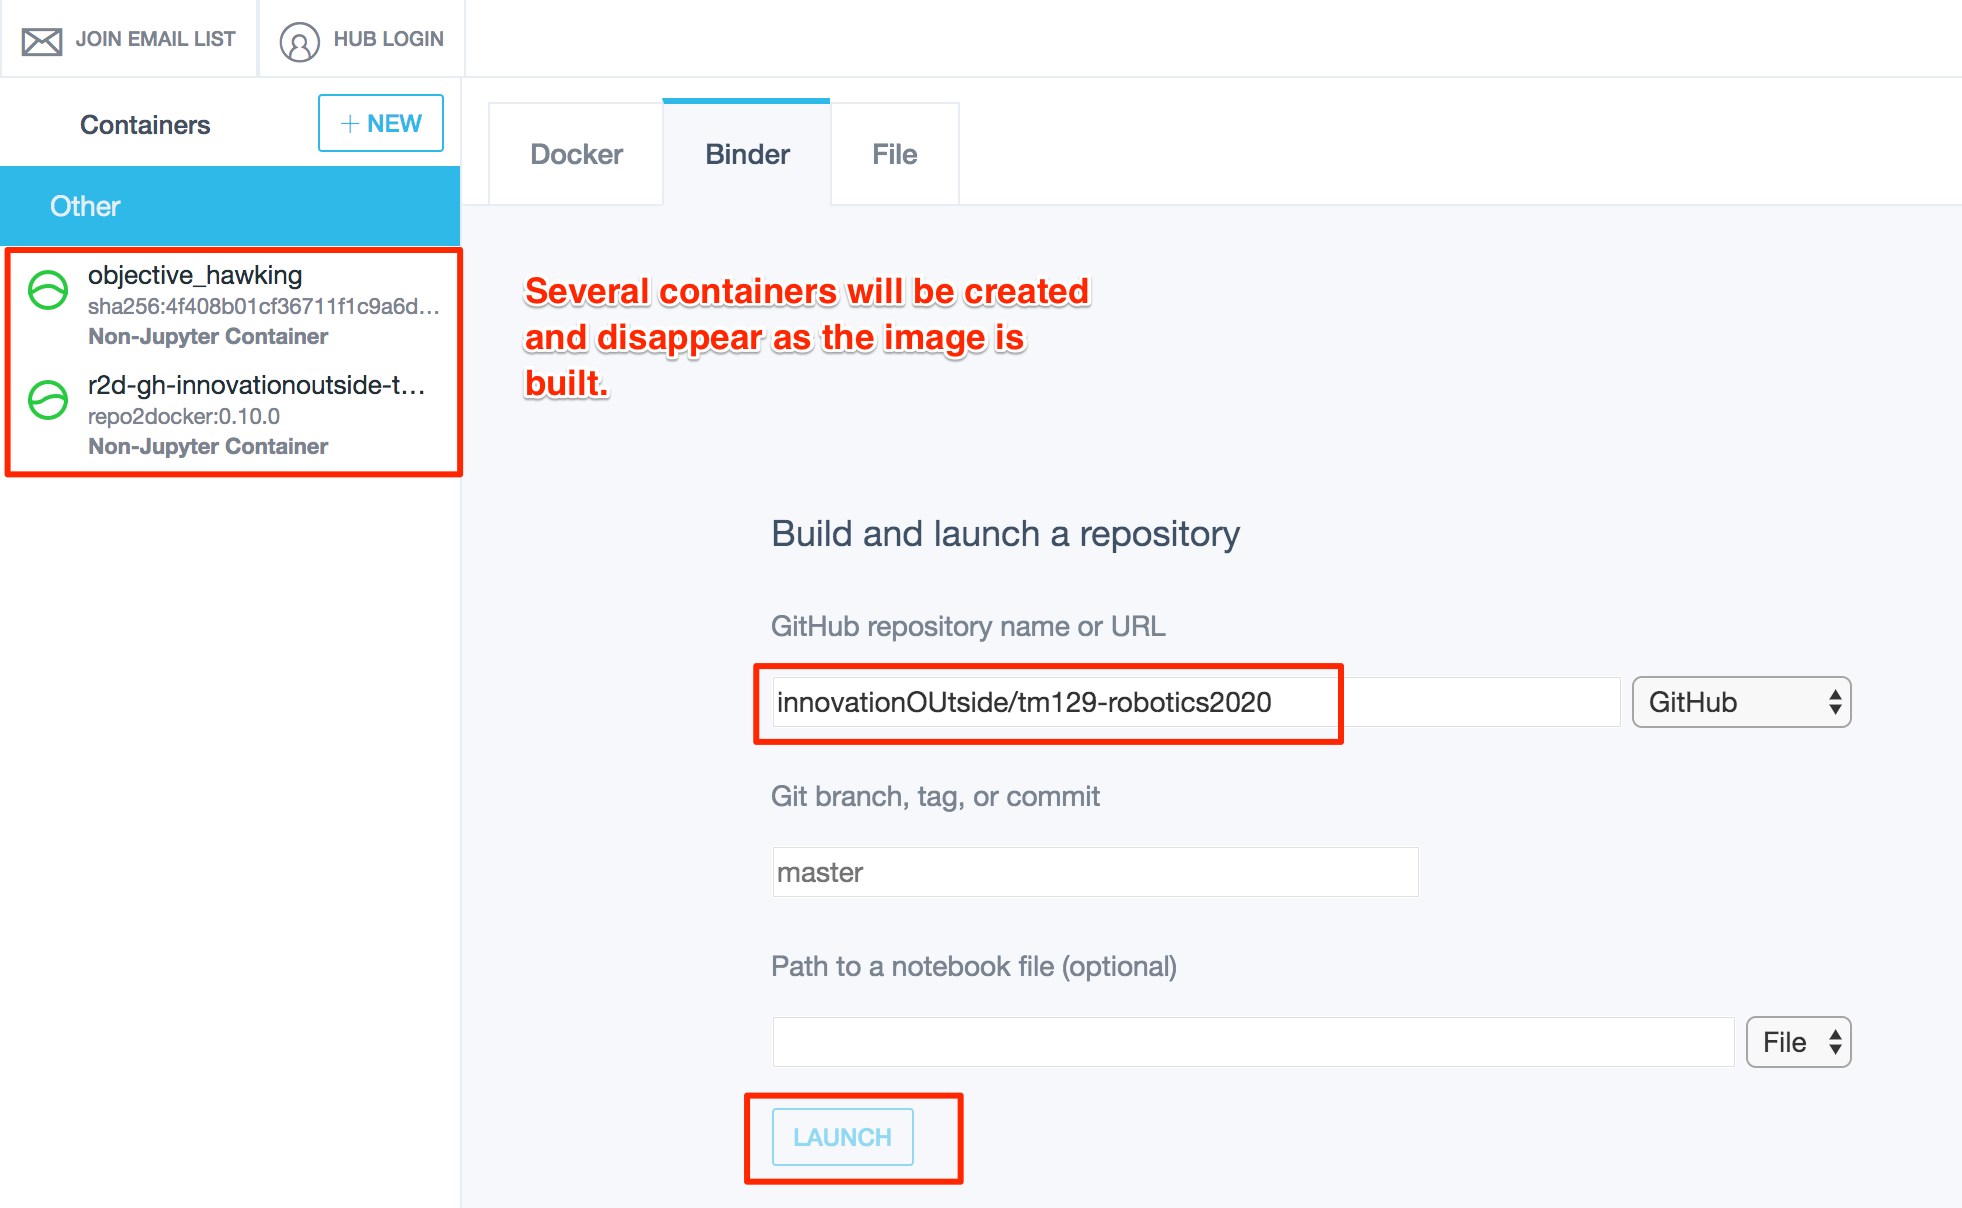 JOIN EMAIL LIST
HUB LOGIN
Containers
+ NEW
Docker
Binder
File
Other
objective_hawking
sha256:4f408b01cf36711f1c9a6d...
Non-Jupyter Container
r2d-gh-innovationoutside-t...
repo2docker:0.10.0
Non-Jupyter Container
Several containers will be created
and disappear as the image is
built.
Build and launch a repository
GitHub repository name or URL
innovationOUtside/tm129-robotics2020
GitHub
Git branch, tag, or commit
master
Path to a notebook file (optional)
File
LAUNCH